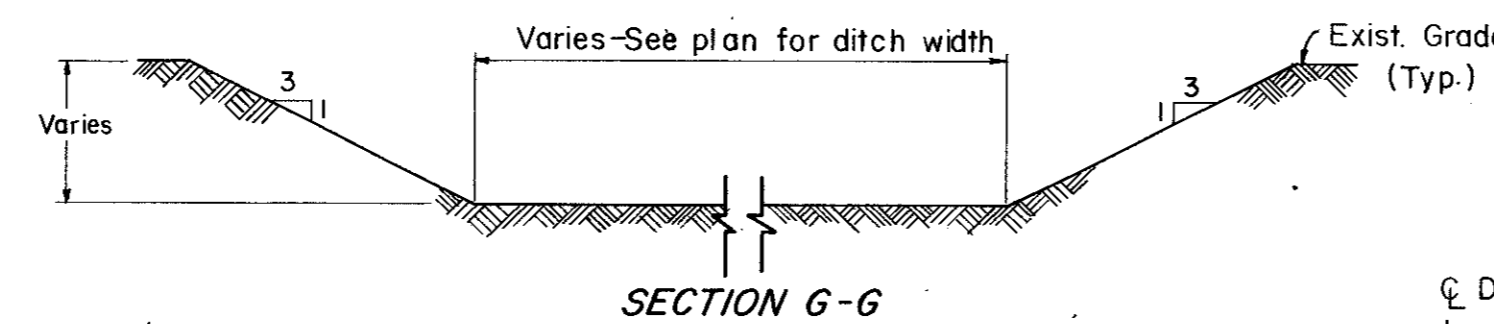 Varies-See plan for ditch width
Exist. Grade
(Typ.)
3
1
3
1
Varies
SECTION G-G
℄ D